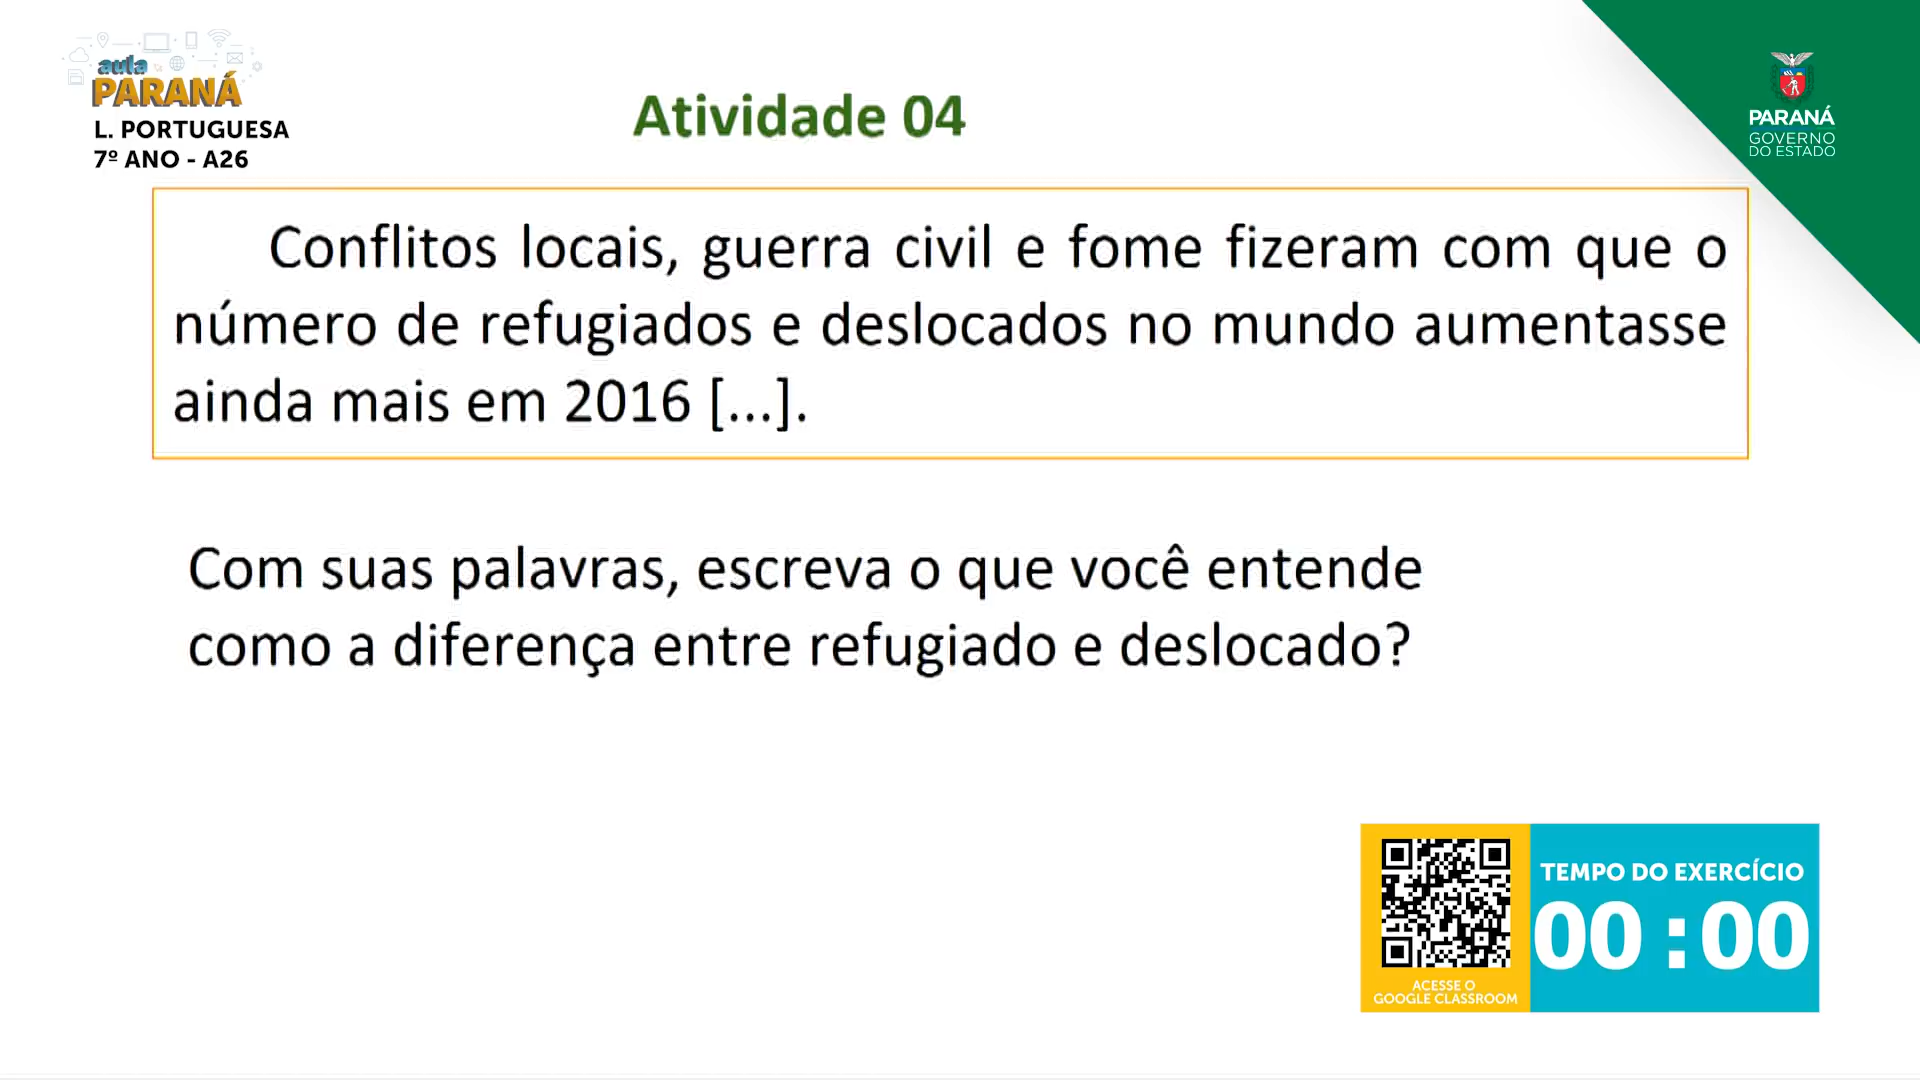 aula
PARANÁ
L. PORTUGUESA
7º ANO - A26
Atividade 04
PARANÁ
GOVERNO
DO ESTADO
Conflitos locais, guerra civil e fome fizeram com que o
número de refugiados e deslocados no mundo aumentasse
ainda mais em 2016 [...].
Com suas palavras, escreva o que você entende
como a diferença entre refugiado e deslocado?
TEMPO DO EXERCÍCIO
00:00
ACESSE O
GOOGLE CLASSROOM